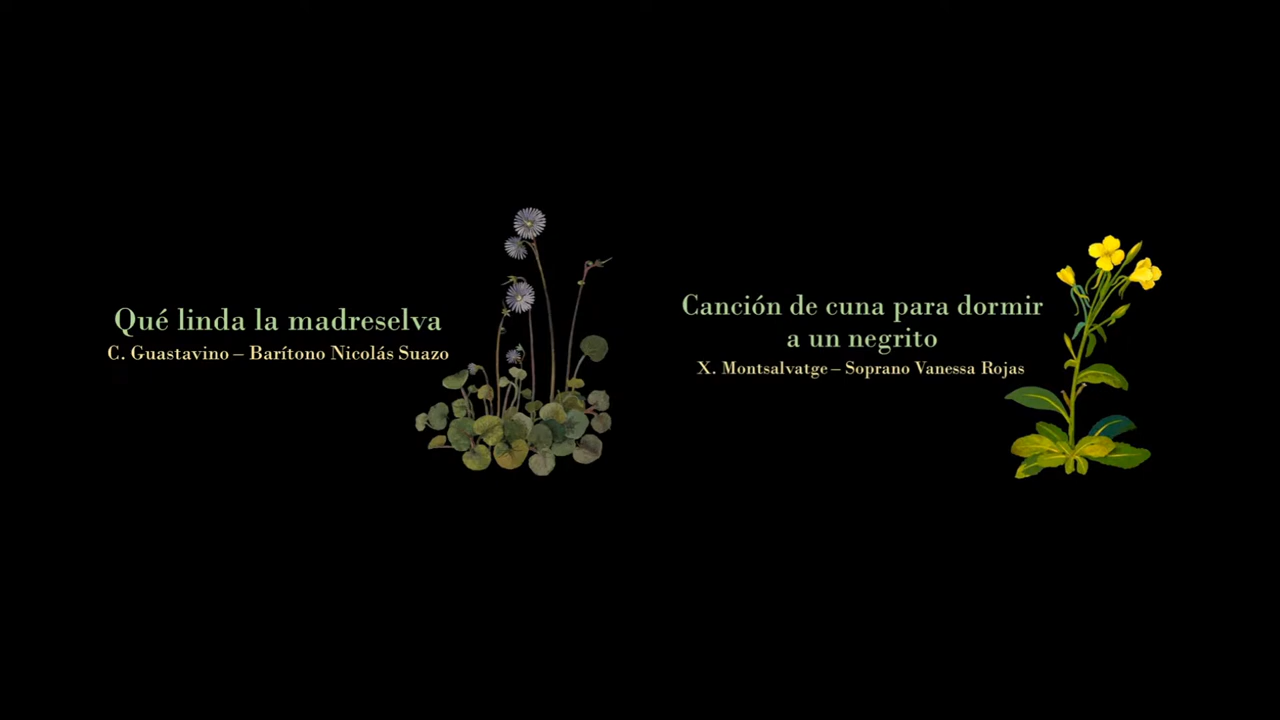 Qué linda la madreselva
C. Guastavino – Barítono Nicolás Suazo
Canción de cuna para dormir
a un negrito
X. Montsalvatge – Soprano Vanessa Rojas